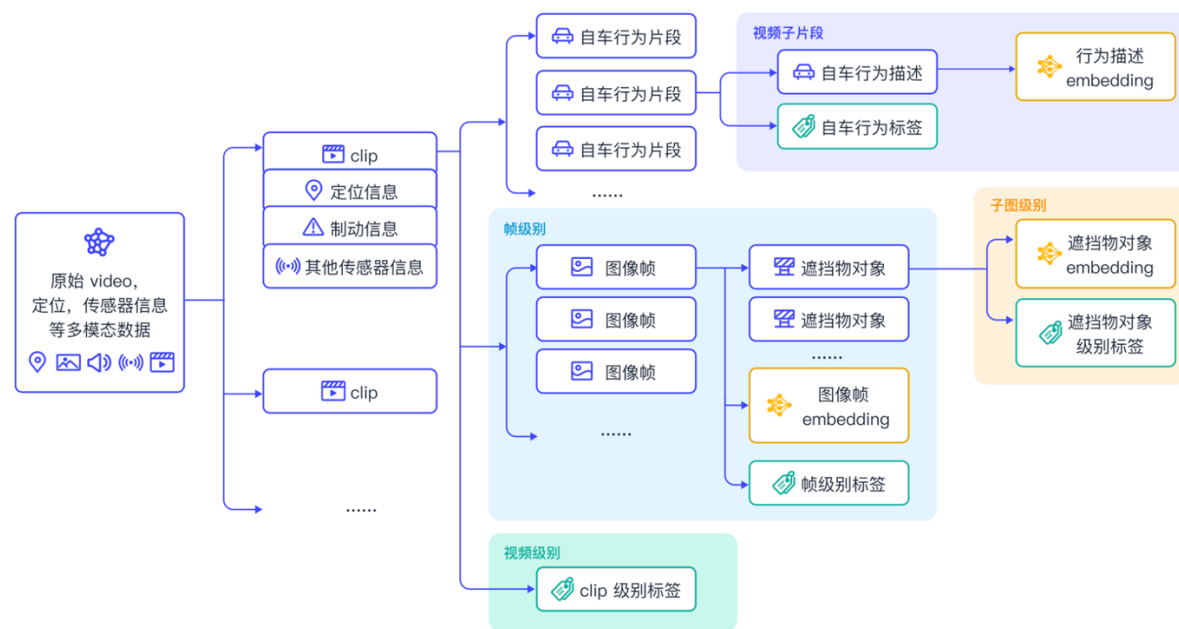 原始 video,
定位，传感器信息
等多模态数据
clip
定位信息
制动信息
其他传感器信息
clip
......
自车行为片段
自车行为片段
自车行为片段
......
视频子片段
自车行为描述
自车行为标签
行为描述
embedding
帧级别
图像帧
图像帧
图像帧
......
遮挡物对象
遮挡物对象
......
图像帧
embedding
帧级别标签
子图级别
遮挡物对象
embedding
遮挡物对象
级别标签
视频级别
clip 级别标签